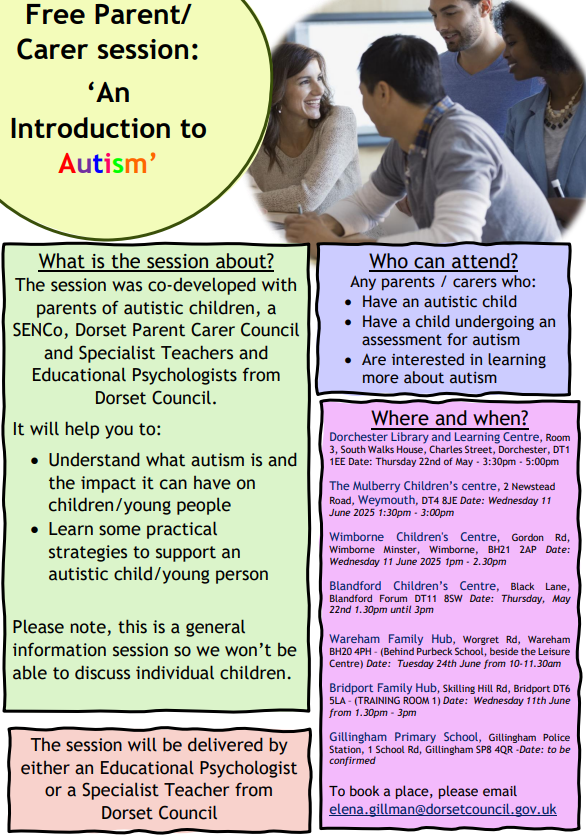 Free Parent/
Carer session:
‘An
Introduction to
Autism’
What is the session about?
The session was co-developed with
parents of autistic children, a
SENCo, Dorset Parent Carer Council
and Specialist Teachers and
Educational Psychologists from
Dorset Council.
It will help you to:
• Understand what autism is and
the impact it can have on
children/young people
• Learn some practical
strategies to support an
autistic child/young person
Please note, this is a general
information session so we won’t be
able to discuss individual children.
The session will be delivered by
either an Educational Psychologist
or a Specialist Teacher from
Dorset Council
Who can attend?
Any parents / carers who:
• Have an autistic child
• Have a child undergoing an
assessment for autism
• Are interested in learning
more about autism
Where and when?
Dorchester Library and Learning Centre, Room
3, South Walks House, Charles Street, Dorchester, DT1
1EE Date: Thursday 22nd of May - 3:30pm - 5:00pm
The Mulberry Children’s centre, 2 Newstead
Road, Weymouth, DT4 8JE Date: Wednesday 11
June 2025 1:30pm - 3:00pm
Wimborne Children's Centre, Gordon Rd,
Wimborne Minster, Wimborne, BH21 2AP Date:
Wednesday 11 June 2025 1pm - 2.30pm
Blandford Children’s Centre, Black Lane,
Blandford Forum DT11 8SW Date: Thursday, May
22nd 1.30pm until 3pm
Wareham Family Hub, Worgret Rd, Wareham
BH20 4PH – (Behind Purbeck School, beside the Leisure
Centre) Date: Tuesday 24th June from 10-11.30am
Bridport Family Hub, Skilling Hill Rd, Bridport DT6
5LA – (TRAINING ROOM 1) Date: Wednesday 11th June
from 1.30pm - 3pm
Gillingham Primary School, Gillingham Police
Station, 1 School Rd, Gillingham SP8 4QR -Date: to be
confirmed
To book a place, please email
elena.gillman@dorsetcouncil.gov.uk